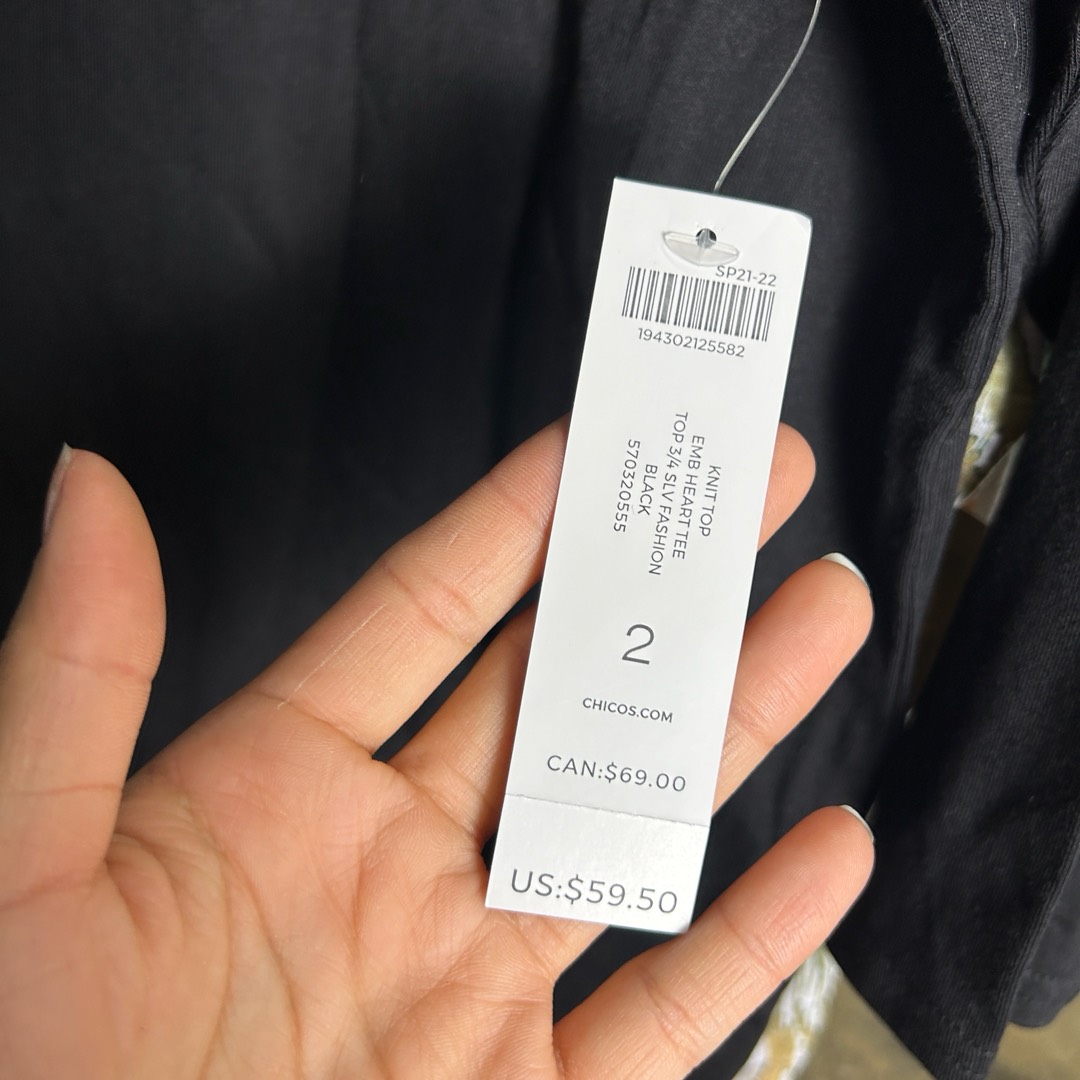 SP21-22
194302125582
KNIT TOP
EMB HEART TEE
TOP 3/4 SLV FASHION
BLACK
570320555
2
CHICOS.COM
CAN:$69.00
US:$59.50